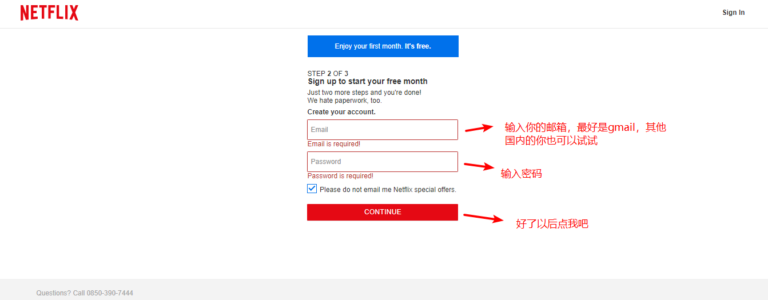 NETFLIX
Sign In
Enjoy your first month. It's free.
STEP 2 OF 3
Sign up to start your free month
Just two more steps and you're done!
We hate paperwork, too.
Create your account.
Email
输入你的邮箱，最好是gmail，其他
国内的你也可以试试
Email is required!
Password
输入密码
Password is required!
Please do not email me Netflix special offers.
CONTINUE
好了以后点我吧
Questions? Call 0850-390-7444